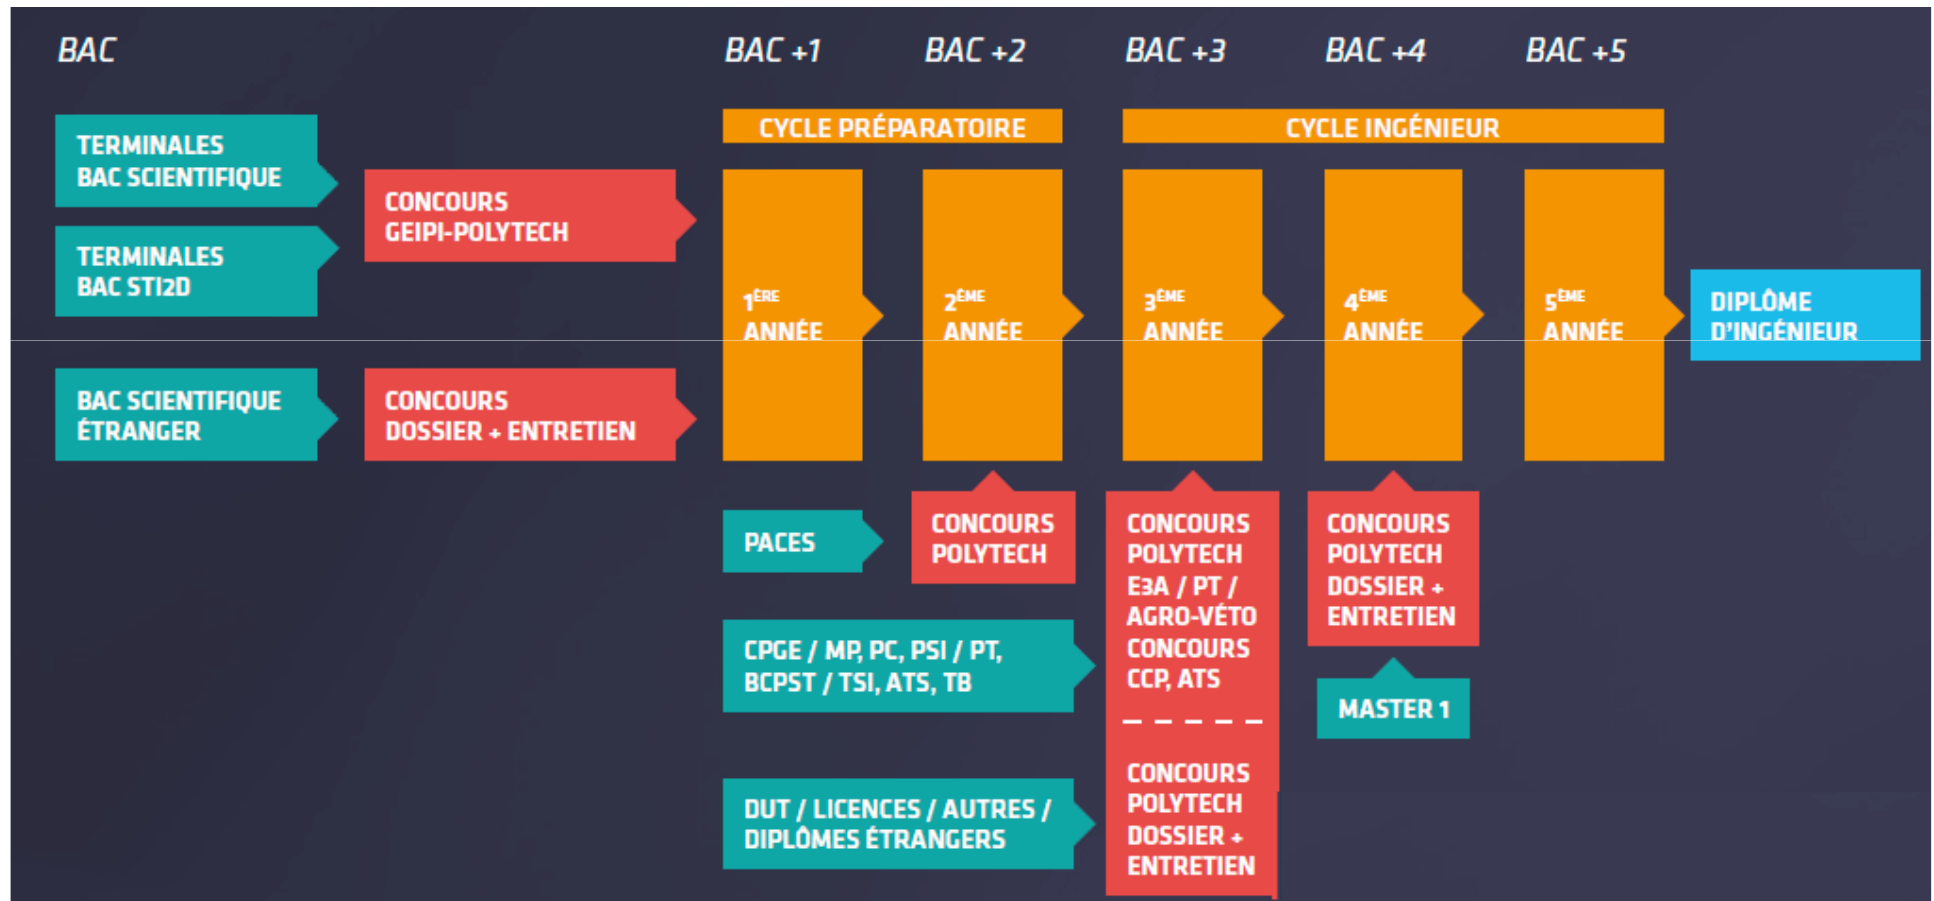 BAC
BAC +1
BAC +2
BAC +3
BAC +4
BAC +5
CYCLE PRÉPARATOIRE
CYCLE INGÉNIEUR
TERMINALES
BAC SCIENTIFIQUE
TERMINALES
BAC STI2D
CONCOURS
GEIPI-POLYTECH
BAC SCIENTIFIQUE
ÉTRANGER
CONCOURS
DOSSIER + ENTRETIEN
1ÈRE
ANNÉE
2ÈME
ANNÉE
3ÈME
ANNÉE
4ÈME
ANNÉE
5ÈME
ANNÉE
DIPLÔME
D'INGÉNIEUR
PACES
CONCOURS
POLYTECH
CPGE / MP, PC, PSI / PT,
BCPST / TSI, ATS, TB
CONCOURS
POLYTECH
E3A / PT /
AGRO-VÉTO
CONCOURS
CCP, ATS
DUT / LICENCES / AUTRES /
DIPLÔMES ÉTRANGERS
CONCOURS
POLYTECH
DOSSIER +
ENTRETIEN
CONCOURS
POLYTECH
DOSSIER +
ENTRETIEN
MASTER 1